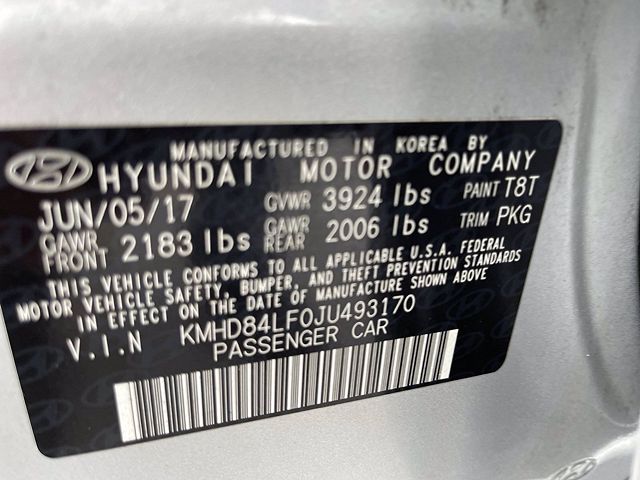 MANUFACTURED IN KOREA BY
HYUNDAI MOTOR COMPANY
JUN/05/17 GVWR 3924 lbs PAINT T8T
GAWR FRONT 2183 lbs GAWR REAR 2006 lbs TRIM PKG
THIS VEHICLE CONFORMS TO ALL APPLICABLE U.S.A. FEDERAL
MOTOR VEHICLE SAFETY, BUMPER, AND THEFT PREVENTION STANDARDS
IN EFFECT ON THE DATE OF MANUFACTURE SHOWN ABOVE
V.I.N KMHD84LF0JU493170
PASSENGER CAR